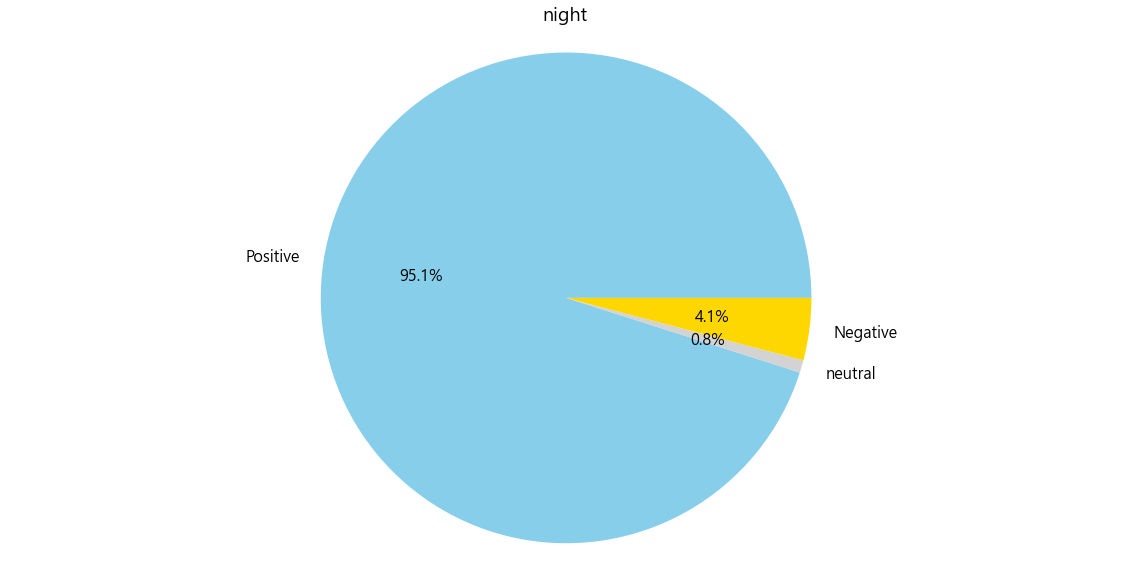 night
Positive
95.1%
4.1%
Negative
0.8%
neutral